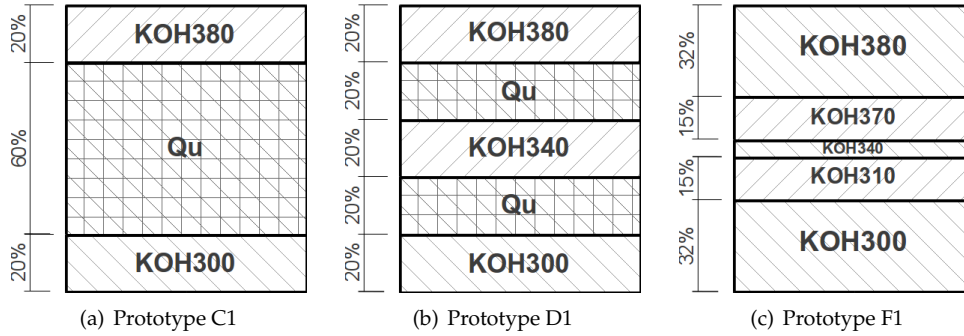 20%
KOH380
60%
Qu
20%
KOH300
(a) Prototype C1
20%
KOH380
20%
Qu
20%
KOH340
20%
Qu
20%
KOH300
(b) Prototype D1
32%
KOH380
15%
KOH370
KOH340
15%
KOH310
32%
KOH300
(c) Prototype F1